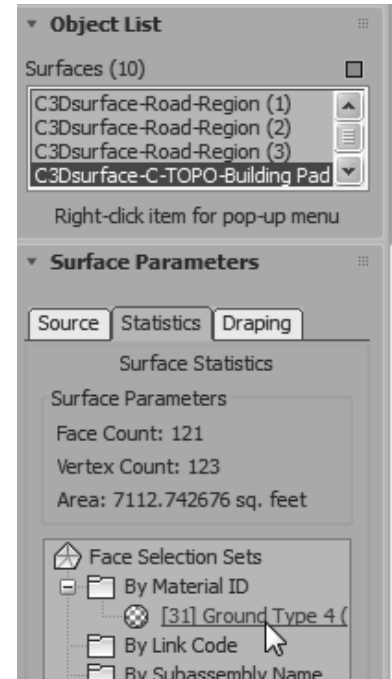 Object List
Surfaces (10)
C3Dsurface-Road-Region (1)
C3Dsurface-Road-Region (2)
C3Dsurface-Road-Region (3)
C3Dsurface-C-TOPO-Building Pad
Right-click item for pop-up menu
Surface Parameters
Source Statistics Draping
Surface Statistics
Surface Parameters
Face Count: 121
Vertex Count: 123
Area: 7112.742676 sq. feet
Face Selection Sets
By Material ID
[31] Ground Type 4 (
By Link Code
By Subassembly Name